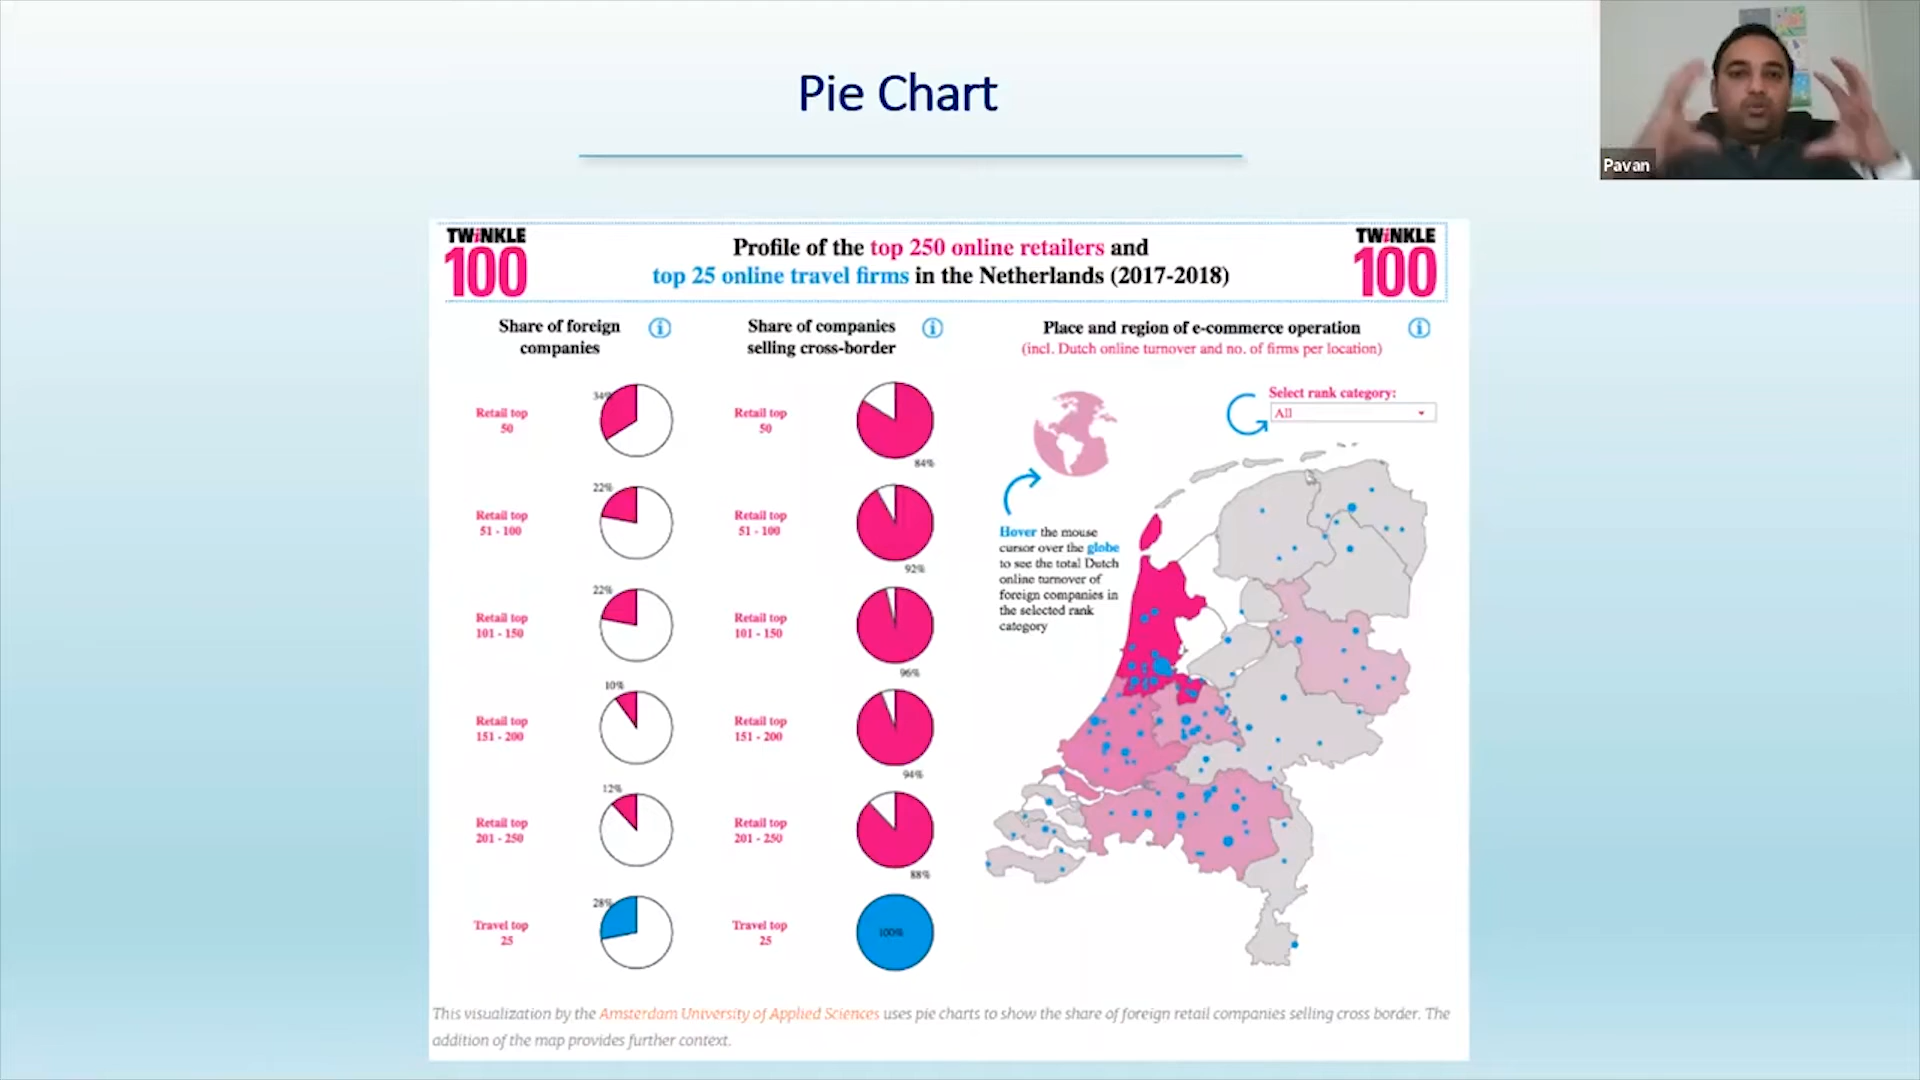 Pie Chart
Pavan
TWiNKLE
100
Profile of the top 250 online retailers and
top 25 online travel firms in the Netherlands (2017-2018)
TWiNKLE
100
Share of foreign
companies
Share of companies
selling cross-border
Place and region of e-commerce operation
(incl. Dutch online turnover and no. of firms per location)
Retail top
50
34%
Retail top
50
84%
Retail top
51 - 100
22%
Retail top
51 - 100
92%
Retail top
101 - 150
22%
Retail top
101 - 150
96%
Retail top
151 - 200
10%
Retail top
151 - 200
94%
Retail top
201 - 250
12%
Retail top
201 - 250
88%
Travel top
25
28%
Travel top
25
100%
Select rank category:
All
Hover the mouse
cursor over the globe
to see the total Dutch
online turnover of
foreign companies in
the selected rank
category
This visualization by the Amsterdam University of Applied Sciences uses pie charts to show the share of foreign retail companies selling cross border. The
addition of the map provides further context.